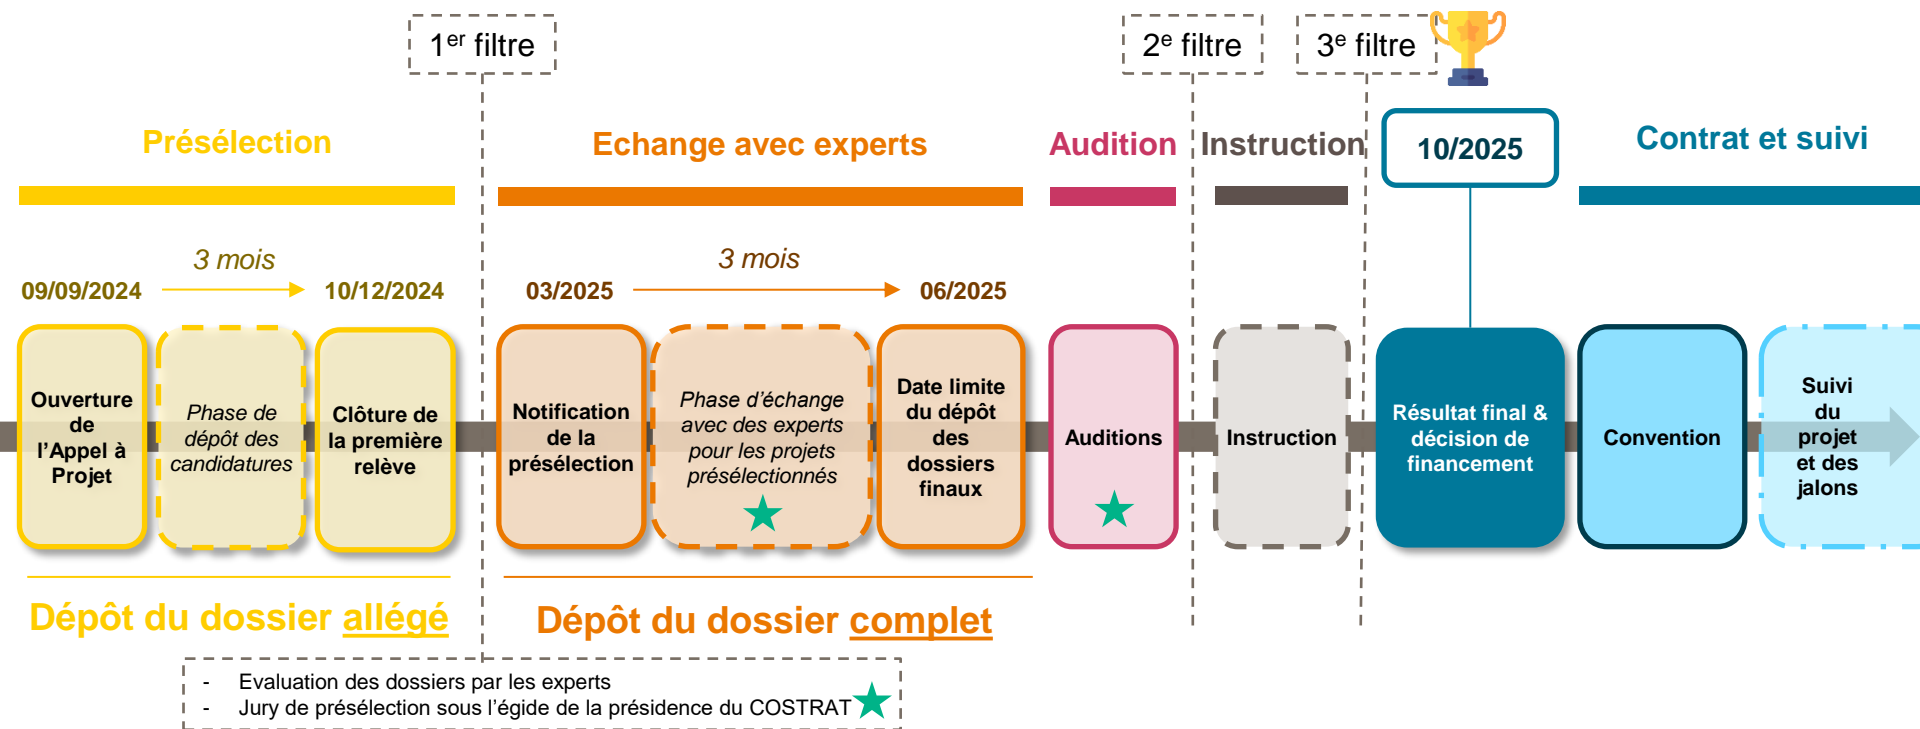 1er filtre
2e filtre
3e filtre
Présélection
Echange avec experts
Audition
Instruction
10/2025
Contrat et suivi
3 mois
09/09/2024
10/12/2024
3 mois
03/2025
06/2025
Ouverture
de
l’Appel à
Projet
Phase de
dépôt des
candidatures
Clôture de
la première
relève
Notification
de la
présélection
Phase d’échange
avec des experts
pour les projets
présélectionnés
Date limite
du dépôt
des
dossiers
finaux
Auditions
Instruction
Résultat final &
décision de
financement
Convention
Suivi
du
projet
et des
jalons
Dépôt du dossier allégé
Dépôt du dossier complet
- Evaluation des dossiers par les experts
- Jury de présélection sous l’égide de la présidence du COSTRAT